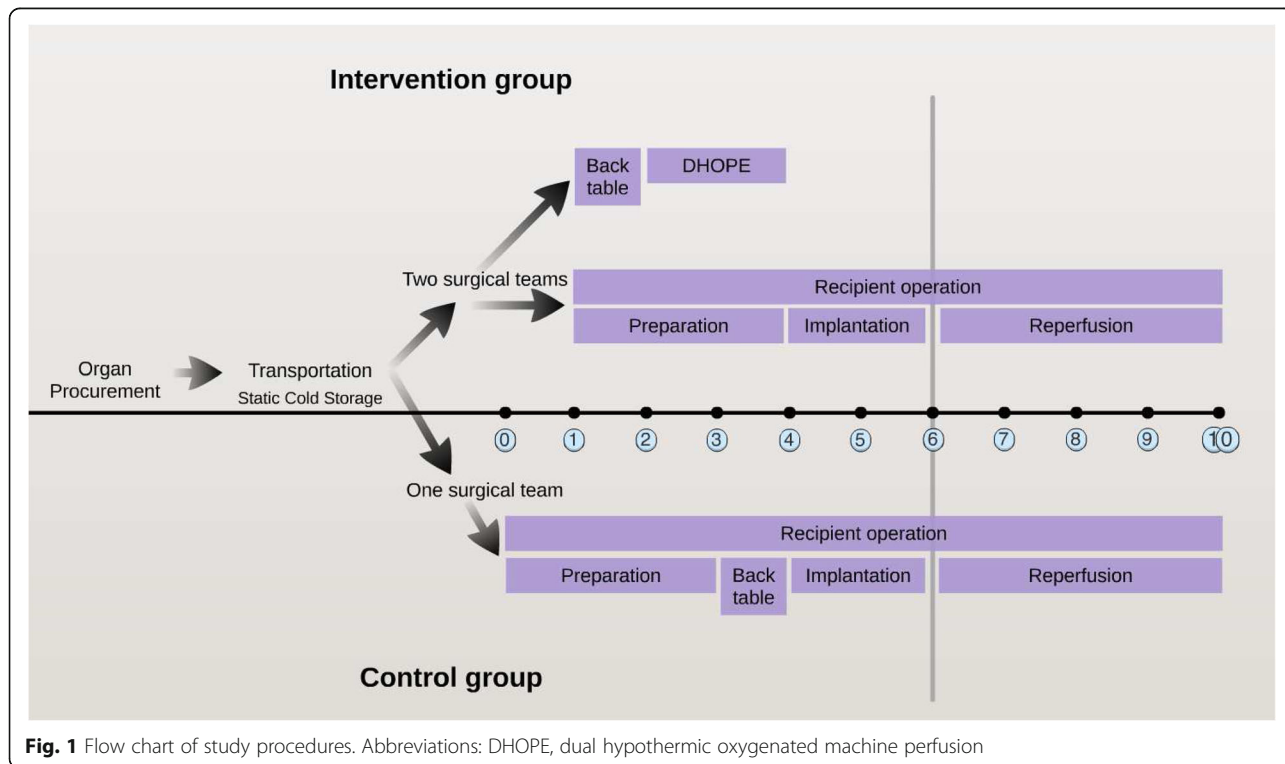 Intervention group
Back
table
DHOPE
Two surgical teams
Recipient operation
Preparation
Implantation
Reperfusion
Organ
Procurement
Transportation
Static Cold Storage
0
1
2
3
4
5
6
7
8
9
10
One surgical team
Recipient operation
Preparation
Back
table
Implantation
Reperfusion
Control group
Fig. 1 Flow chart of study procedures. Abbreviations: DHOPE, dual hypothermic oxygenated machine perfusion